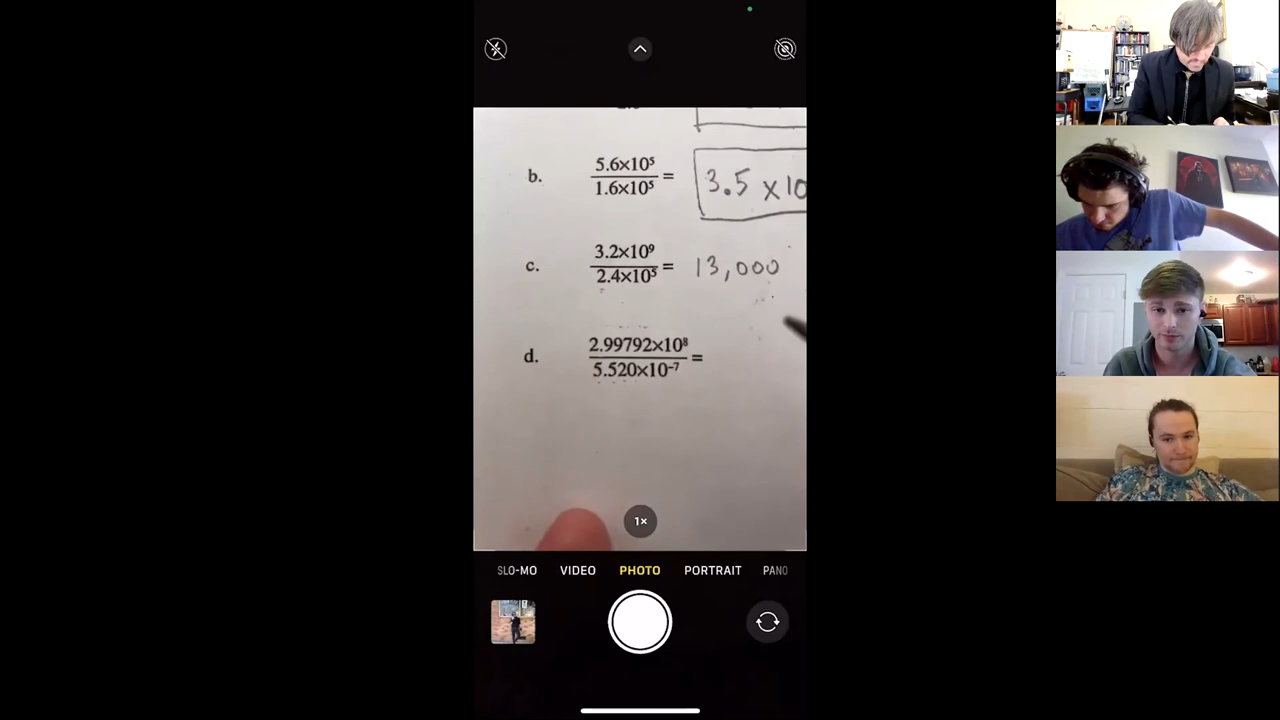 b. 5.6×10⁵
1.6×10⁵ = 3.5 ×10
c. 3.2×10⁹
2.4×10⁵ = 13,000
d. 2.99792×10⁸
5.520×10⁻⁷ =
1×
SLO-MO VIDEO PHOTO PORTRAIT PANO